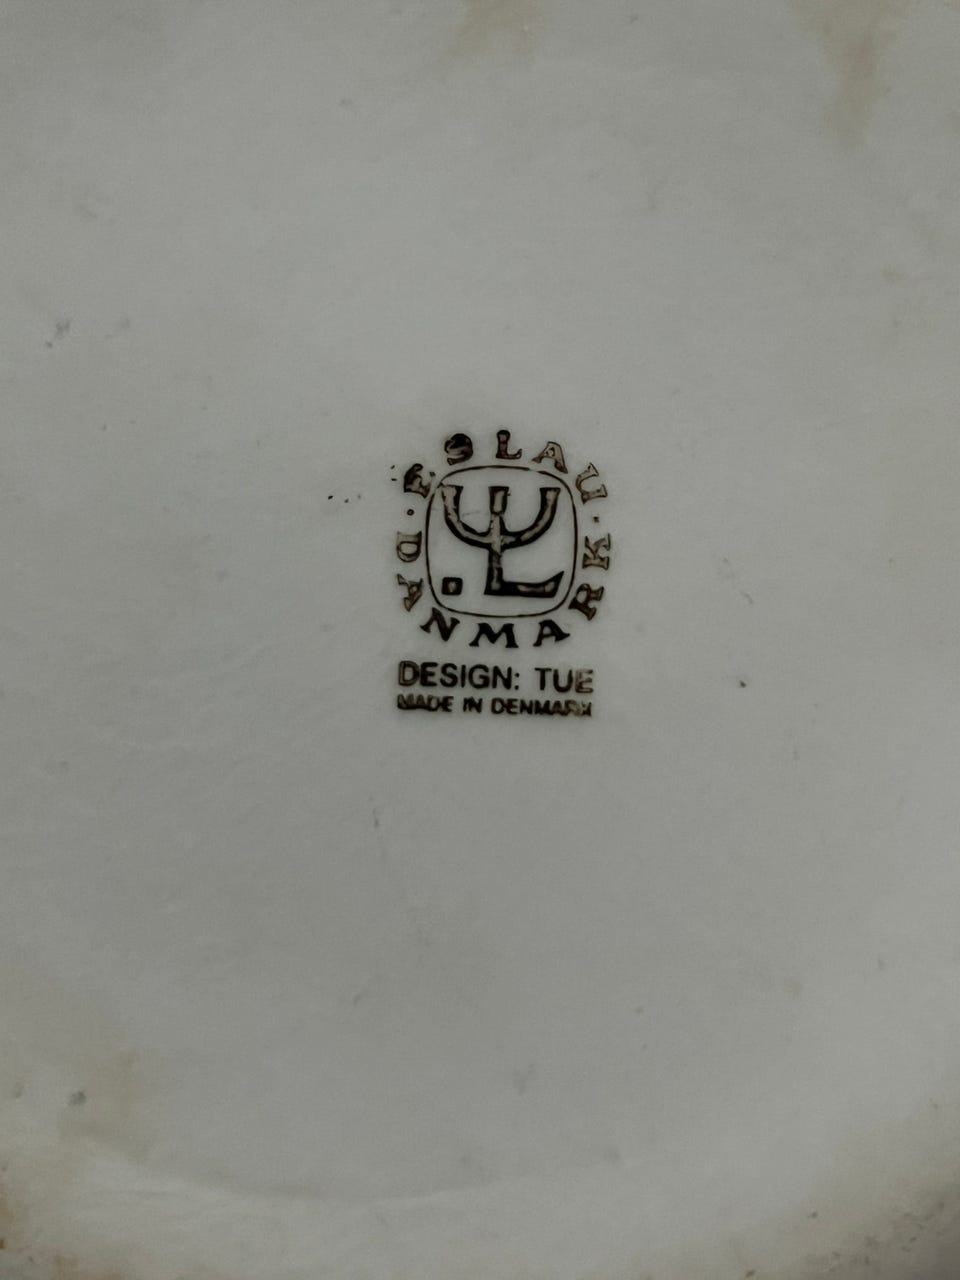 ESLAU · DANMARK ·
DESIGN: TUE
MADE IN DENMARK